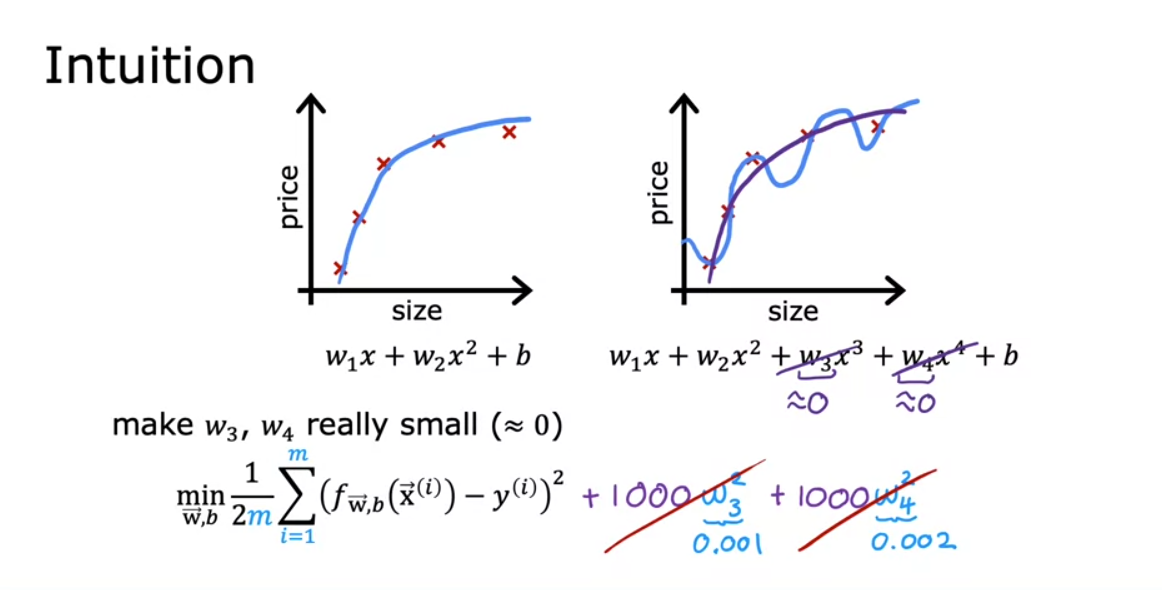 Intuition
price
size
price
size
w₁x + w₂x² + b
w₁x + w₂x² + w₃x³ + w₄x⁴ + b
≈0 ≈0
make w₃, w₄ really small (≈ 0)
min w⃗,b 1/2m ∑ i=1 m (f w⃗,b(x⃗⁽ⁱ⁾) − y⁽ⁱ⁾)² + 1000 w₃² + 1000 w₄²
0.001 0.002